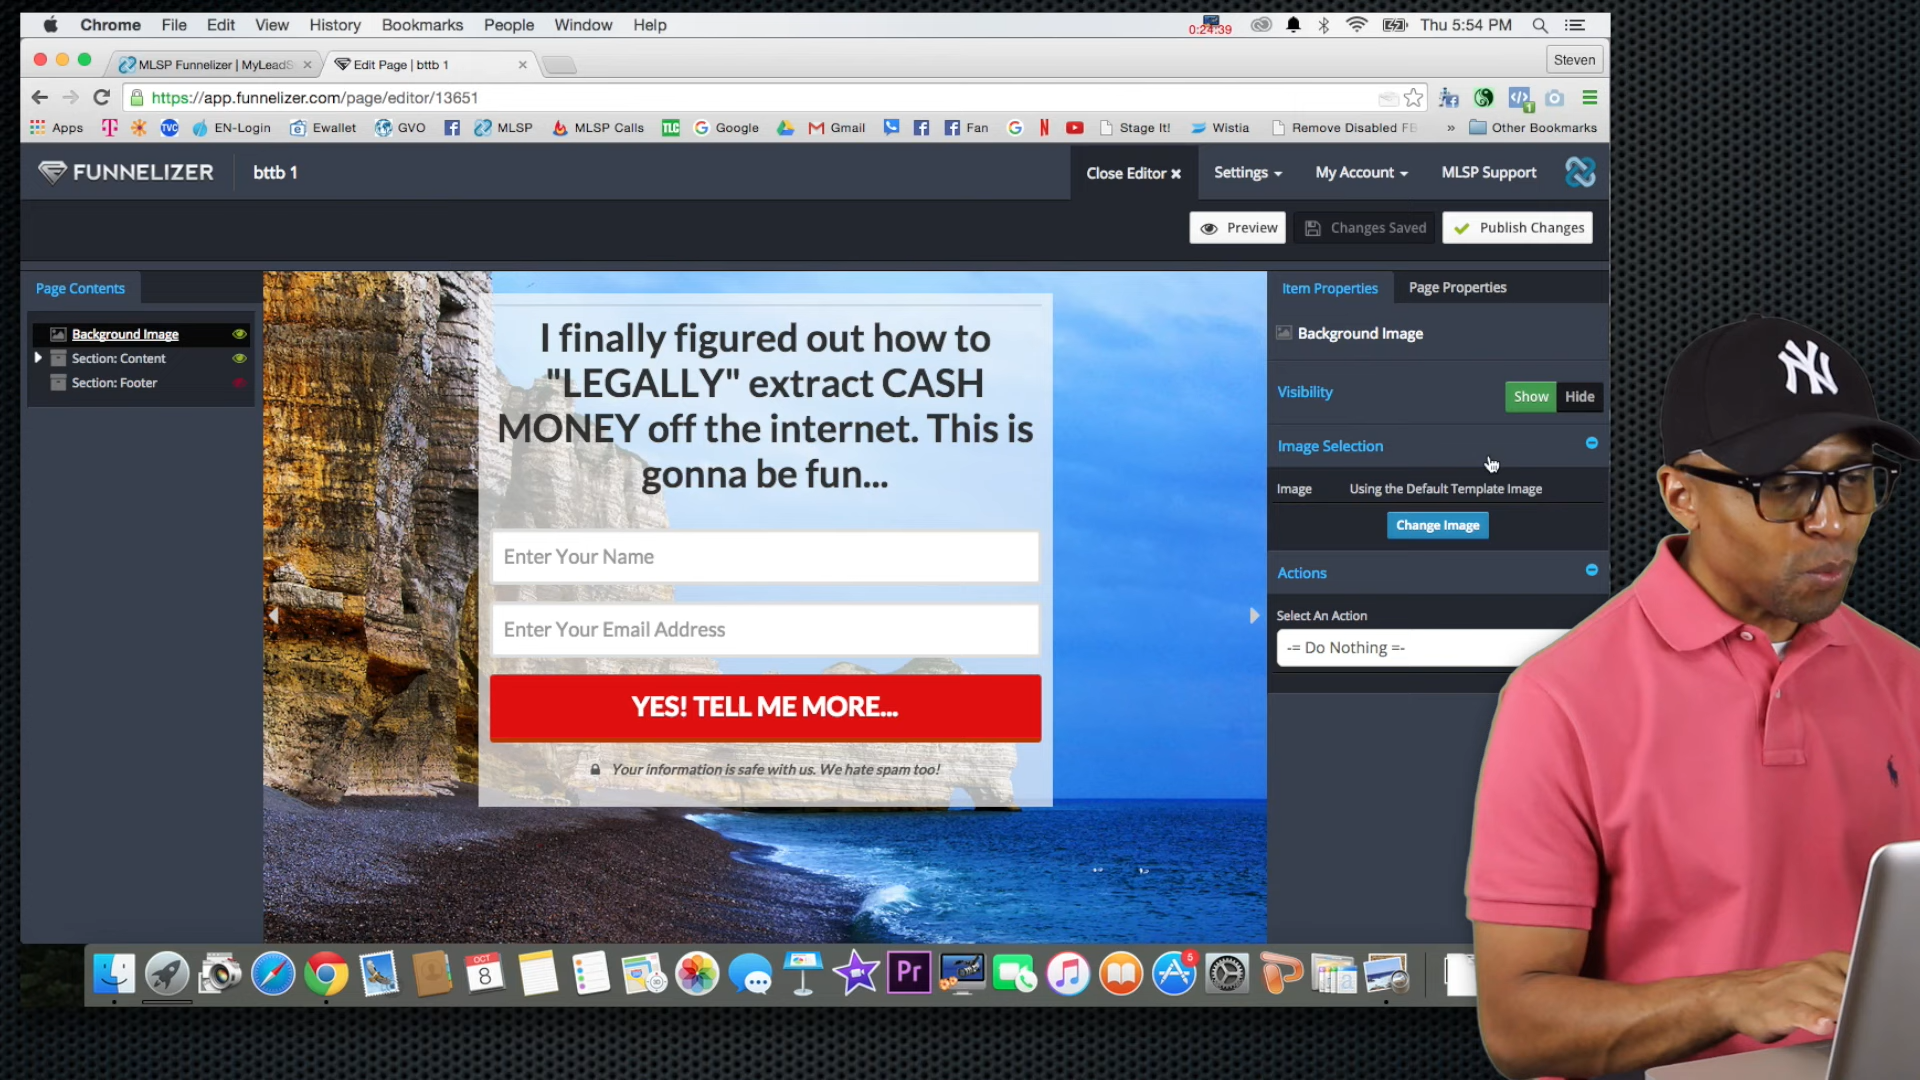 Chrome File Edit View History Bookmarks People Window Help
0:24:39
Thu 5:54 PM
MLSP Funnelizer | MyLeadS
Edit Page | bttb 1
Steven
https://app.funnelizer.com/page/editor/13651
Apps
TVC
EN-Login
Ewallet
GVO
MLSP
MLSP Calls
TLC
Google
Gmail
Fan
Stage It!
Wistia
Remove Disabled FB
»
Other Bookmarks
FUNNELIZER
bttb 1
Close Editor ×
Settings
My Account
MLSP Support
Preview
Changes Saved
Publish Changes
Page Contents
Background Image
Section: Content
Section: Footer
I finally figured out how to
"LEGALLY" extract CASH
MONEY off the internet. This is
gonna be fun...
Enter Your Name
Enter Your Email Address
YES! TELL ME MORE...
Your information is safe with us. We hate spam too!
Item Properties
Page Properties
Background Image
Visibility
Show
Hide
Image Selection
Image
Using the Default Template Image
Change Image
Actions
Select An Action
-= Do Nothing =-
OCT
8
Pr
5
NY